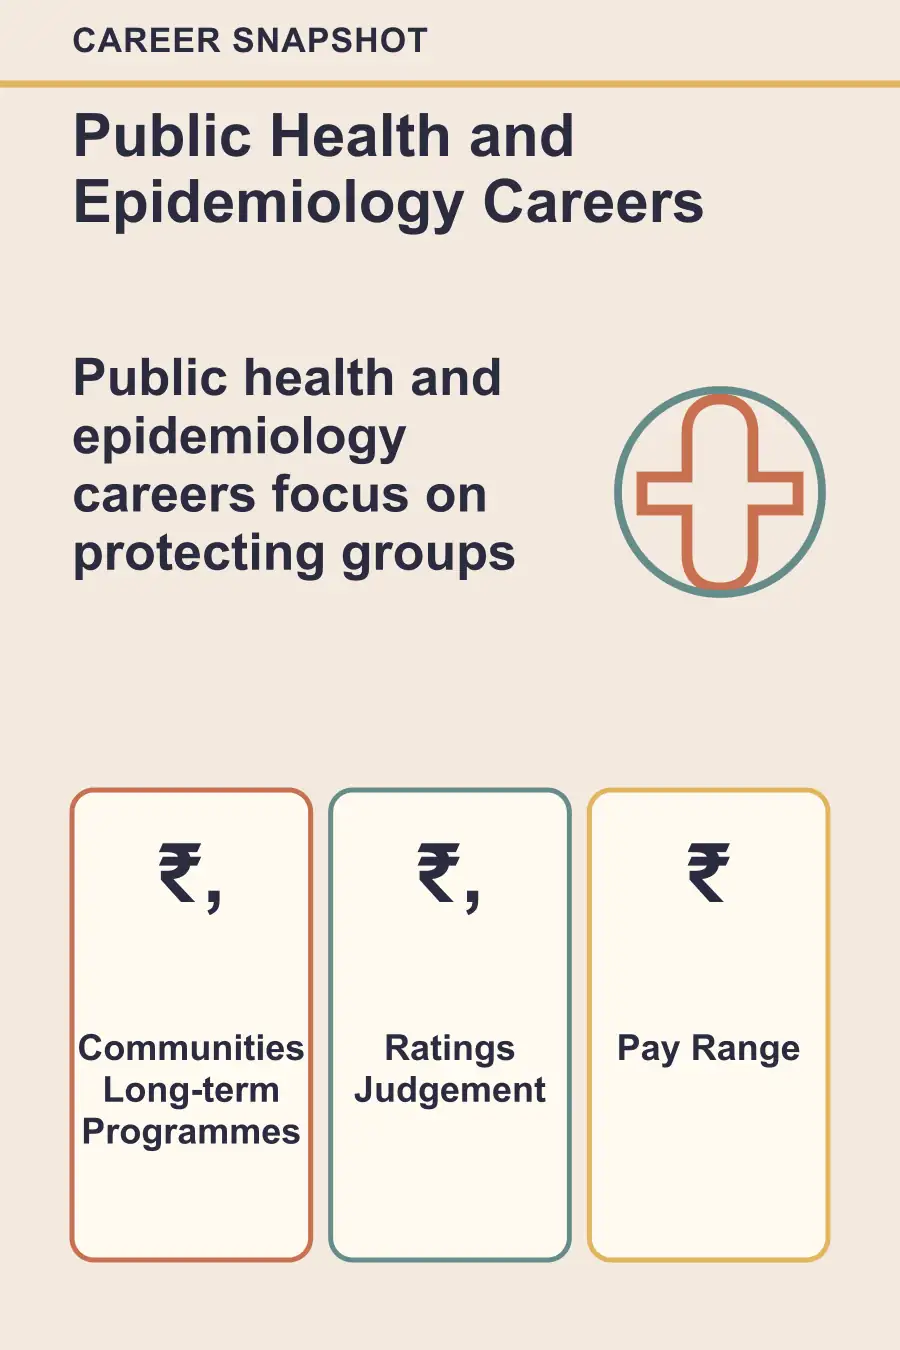 CAREER SNAPSHOT
Public Health and
Epidemiology Careers
Public health and
epidemiology
careers focus on
protecting groups
₹,
Communities
Long-term
Programmes
₹,
Ratings
Judgement
₹
Pay Range